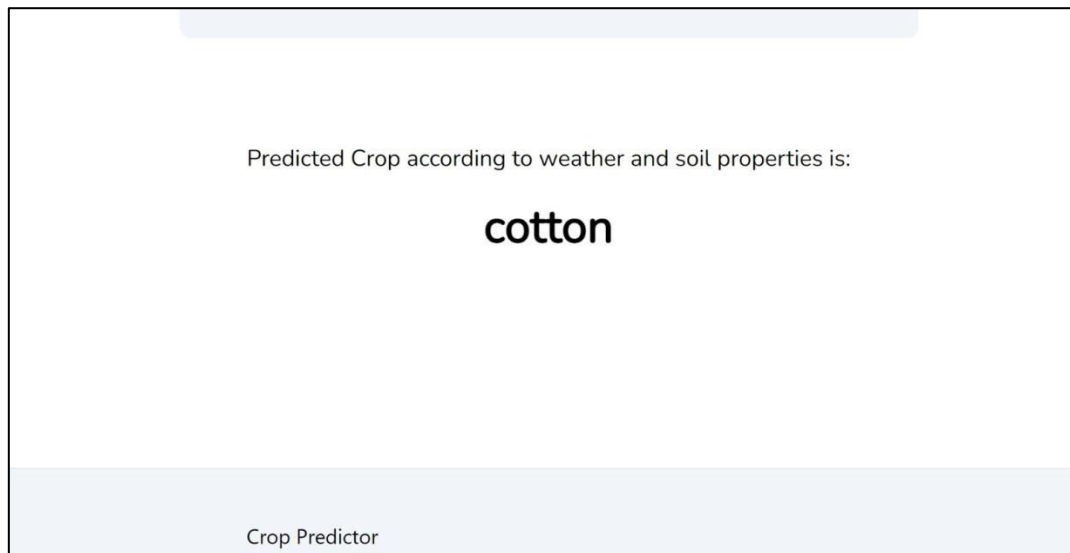 Predicted Crop according to weather and soil properties is:
cotton
Crop Predictor